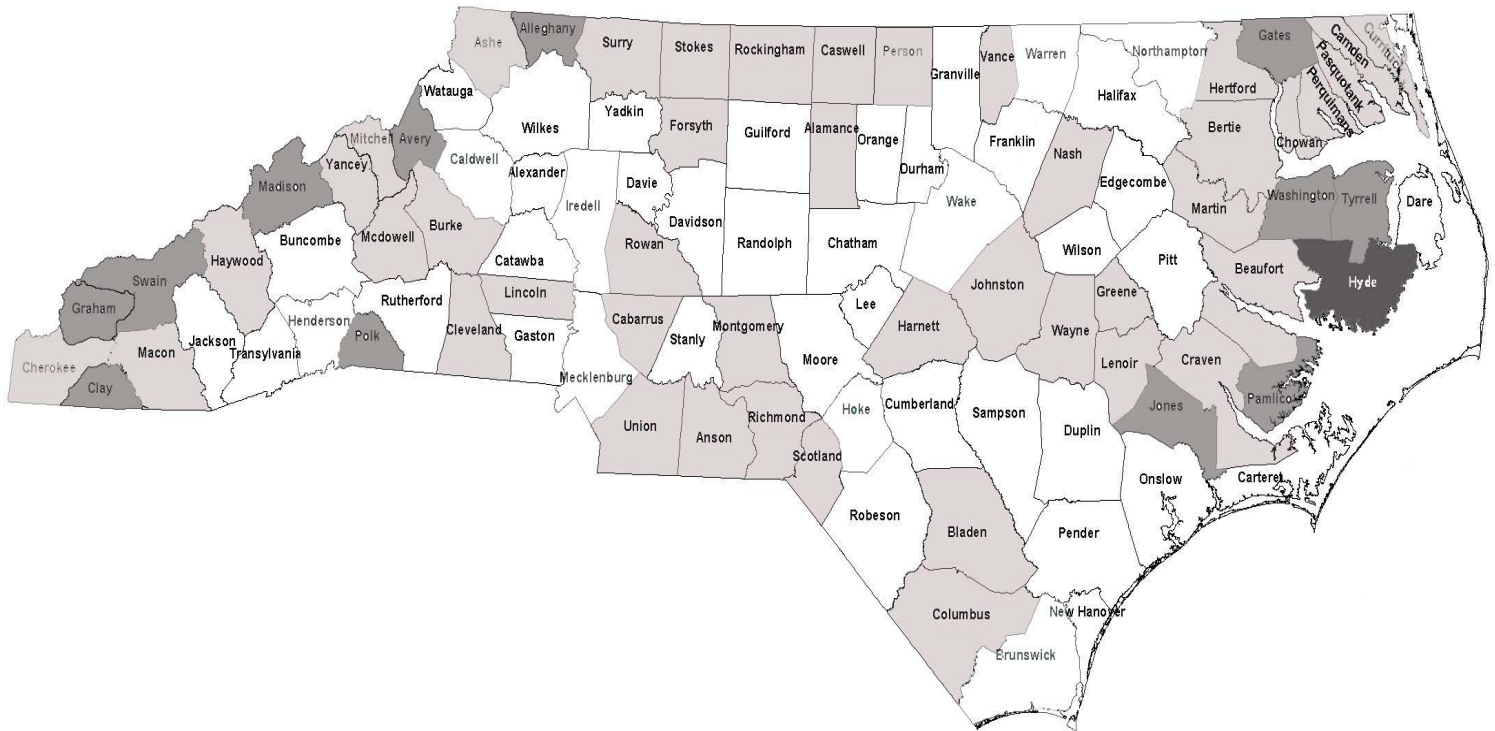 Ashe
Alleghany
Surry
Stokes
Rockingham
Caswell
Person
Granville
Vance
Warren
Northampton
Halifax
Hertford
Gates
Camden
Currituck
Pasquotank
Perquimans
Chowan
Bertie
Watauga
Wilkes
Yadkin
Forsyth
Guilford
Alamance
Orange
Durham
Franklin
Nash
Edgecombe
Martin
Washington
Tyrrell
Dare
Mitchell
Avery
Caldwell
Alexander
Iredell
Davie
Davidson
Randolph
Chatham
Wake
Wilson
Pitt
Beaufort
Hyde
Madison
Yancey
Mcdowell
Burke
Catawba
Rowan
Johnston
Greene
Wayne
Lenoir
Craven
Pamlico
Jones
Swain
Haywood
Buncombe
Rutherford
Lincoln
Cleveland
Gaston
Cabarrus
Stanly
Montgomery
Moore
Lee
Harnett
Graham
Cherokee
Clay
Macon
Jackson
Transylvania
Henderson
Polk
Mecklenburg
Union
Anson
Richmond
Scotland
Hoke
Cumberland
Sampson
Duplin
Onslow
Carteret
Robeson
Bladen
Pender
Columbus
New Hanover
Brunswick